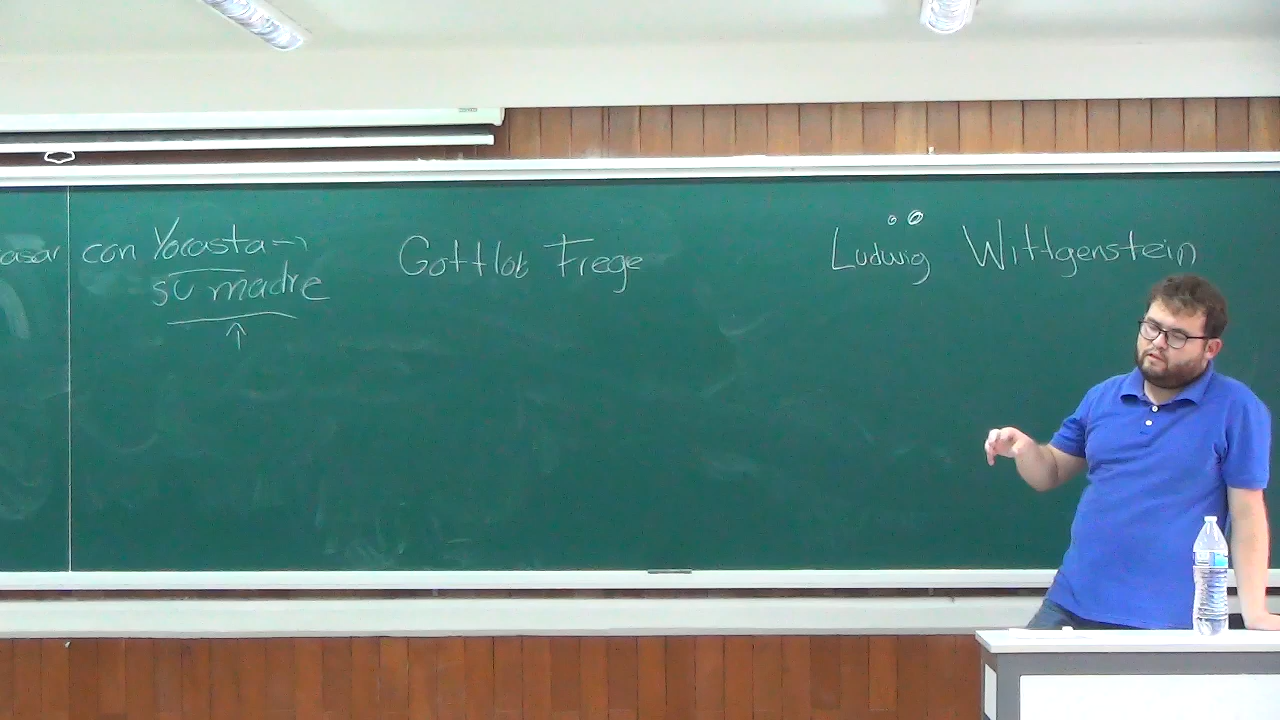 asar con Yocasta →
su madre
↑
Gottlob Frege
Ludwig Wittgenstein